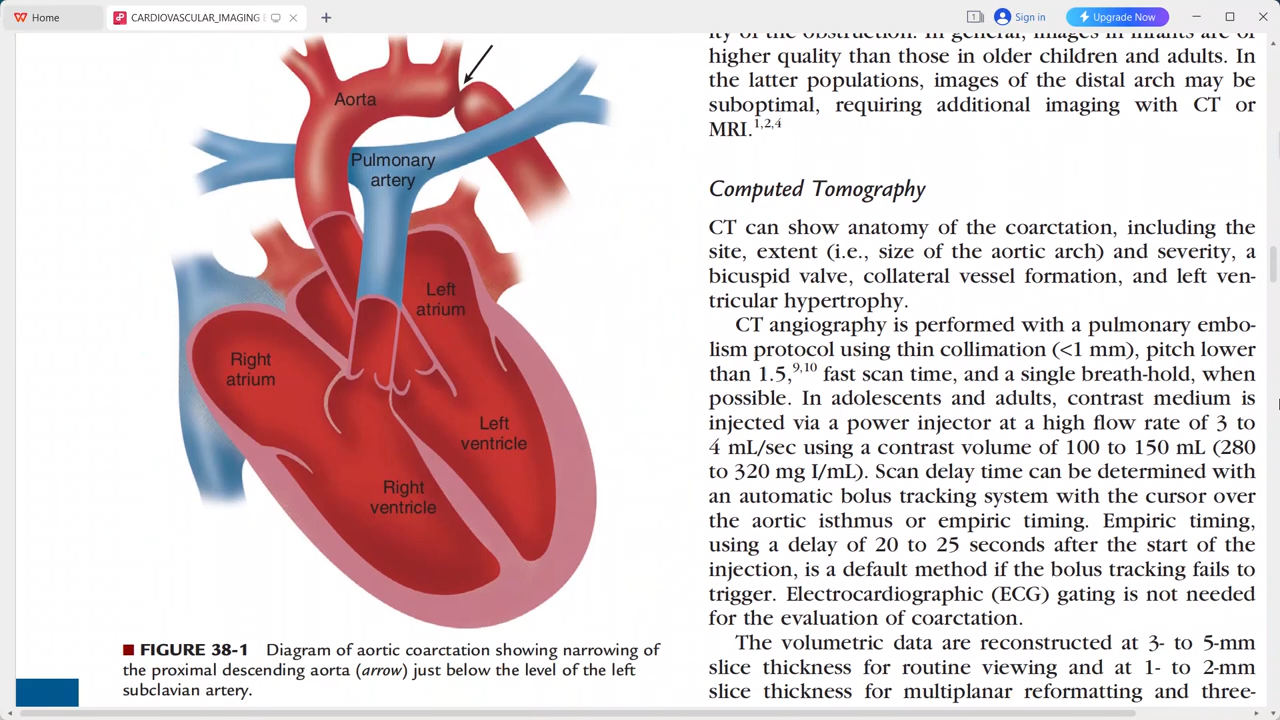 Home
CARDIOVASCULAR_IMAGING
1
Sign in
Upgrade Now
Aorta
Pulmonary
artery
Left
atrium
Right
atrium
Left
ventricle
Right
ventricle
FIGURE 38-1 Diagram of aortic coarctation showing narrowing of
the proximal descending aorta (arrow) just below the level of the left
subclavian artery.
ity of the obstruction. In general, images in infants are of
higher quality than those in older children and adults. In
the latter populations, images of the distal arch may be
suboptimal, requiring additional imaging with CT or
MRI.1,2,4
Computed Tomography
CT can show anatomy of the coarctation, including the
site, extent (i.e., size of the aortic arch) and severity, a
bicuspid valve, collateral vessel formation, and left ven-
tricular hypertrophy.
CT angiography is performed with a pulmonary embo-
lism protocol using thin collimation (<1 mm), pitch lower
than 1.5,9,10 fast scan time, and a single breath-hold, when
possible. In adolescents and adults, contrast medium is
injected via a power injector at a high flow rate of 3 to
4 mL/sec using a contrast volume of 100 to 150 mL (280
to 320 mg I/mL). Scan delay time can be determined with
an automatic bolus tracking system with the cursor over
the aortic isthmus or empiric timing. Empiric timing,
using a delay of 20 to 25 seconds after the start of the
injection, is a default method if the bolus tracking fails to
trigger. Electrocardiographic (ECG) gating is not needed
for the evaluation of coarctation.
The volumetric data are reconstructed at 3- to 5-mm
slice thickness for routine viewing and at 1- to 2-mm
slice thickness for multiplanar reformatting and three-